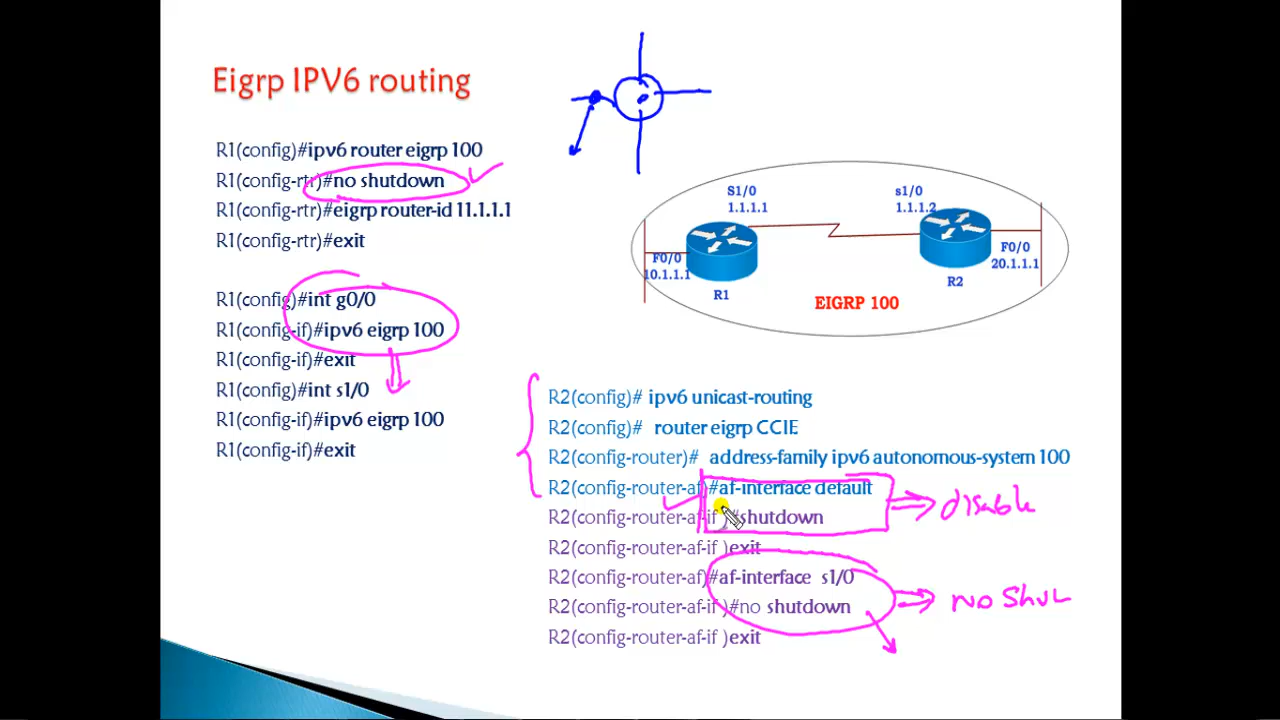 Eigrp IPV6 routing
R1(config)#ipv6 router eigrp 100
R1(config-rtr)#no shutdown
R1(config-rtr)#eigrp router-id 11.1.1.1
R1(config-rtr)#exit
R1(config)#int g0/0
R1(config-if)#ipv6 eigrp 100
R1(config-if)#exit
R1(config)#int s1/0
R1(config-if)#ipv6 eigrp 100
R1(config-if)#exit
S1/0
1.1.1.1
s1/0
1.1.1.2
F0/0
10.1.1.1
F0/0
20.1.1.1
R1
R2
EIGRP 100
R2(config)# ipv6 unicast-routing
R2(config)# router eigrp CCIE
R2(config-router)# address-family ipv6 autonomous-system 100
R2(config-router-af)#af-interface default
R2(config-router-af-if )#shutdown
R2(config-router-af-if )exit
R2(config-router-af)#af-interface s1/0
R2(config-router-af-if )#no shutdown
R2(config-router-af-if )exit
disable
no Shut